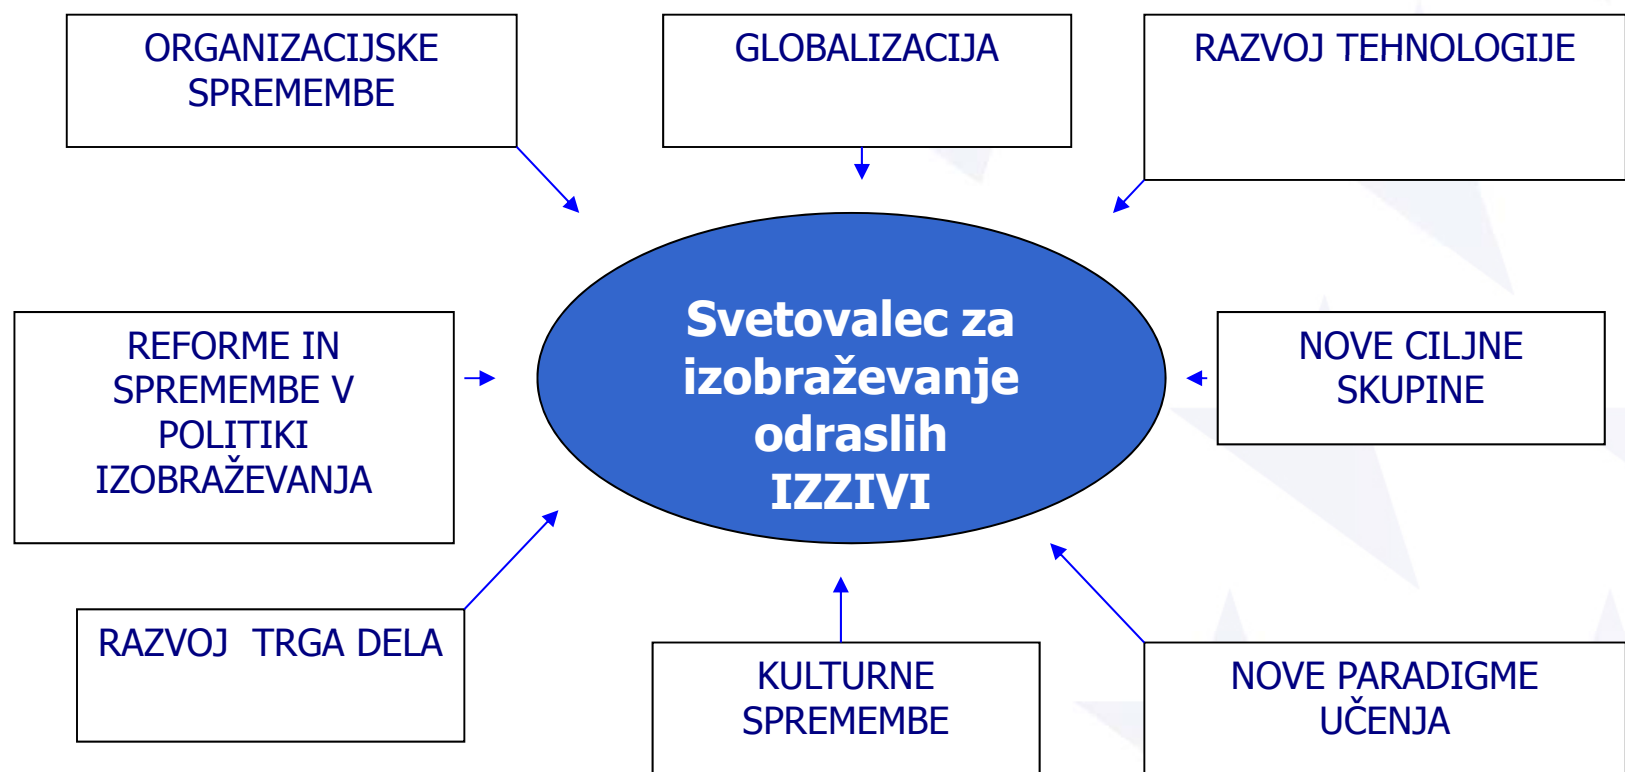 ORGANIZACIJSKE
SPREMEMBE
GLOBALIZACIJA
RAZVOJ TEHNOLOGIJE
REFORME IN
SPREMEMBE V
POLITIKI
IZOBRAŽEVANJA
Svetovalec za
izobraževanje
odraslih
IZZIVI
NOVE CILJNE
SKUPINE
RAZVOJ  TRGA DELA
KULTURNE
SPREMEMBE
NOVE PARADIGME
UČENJA